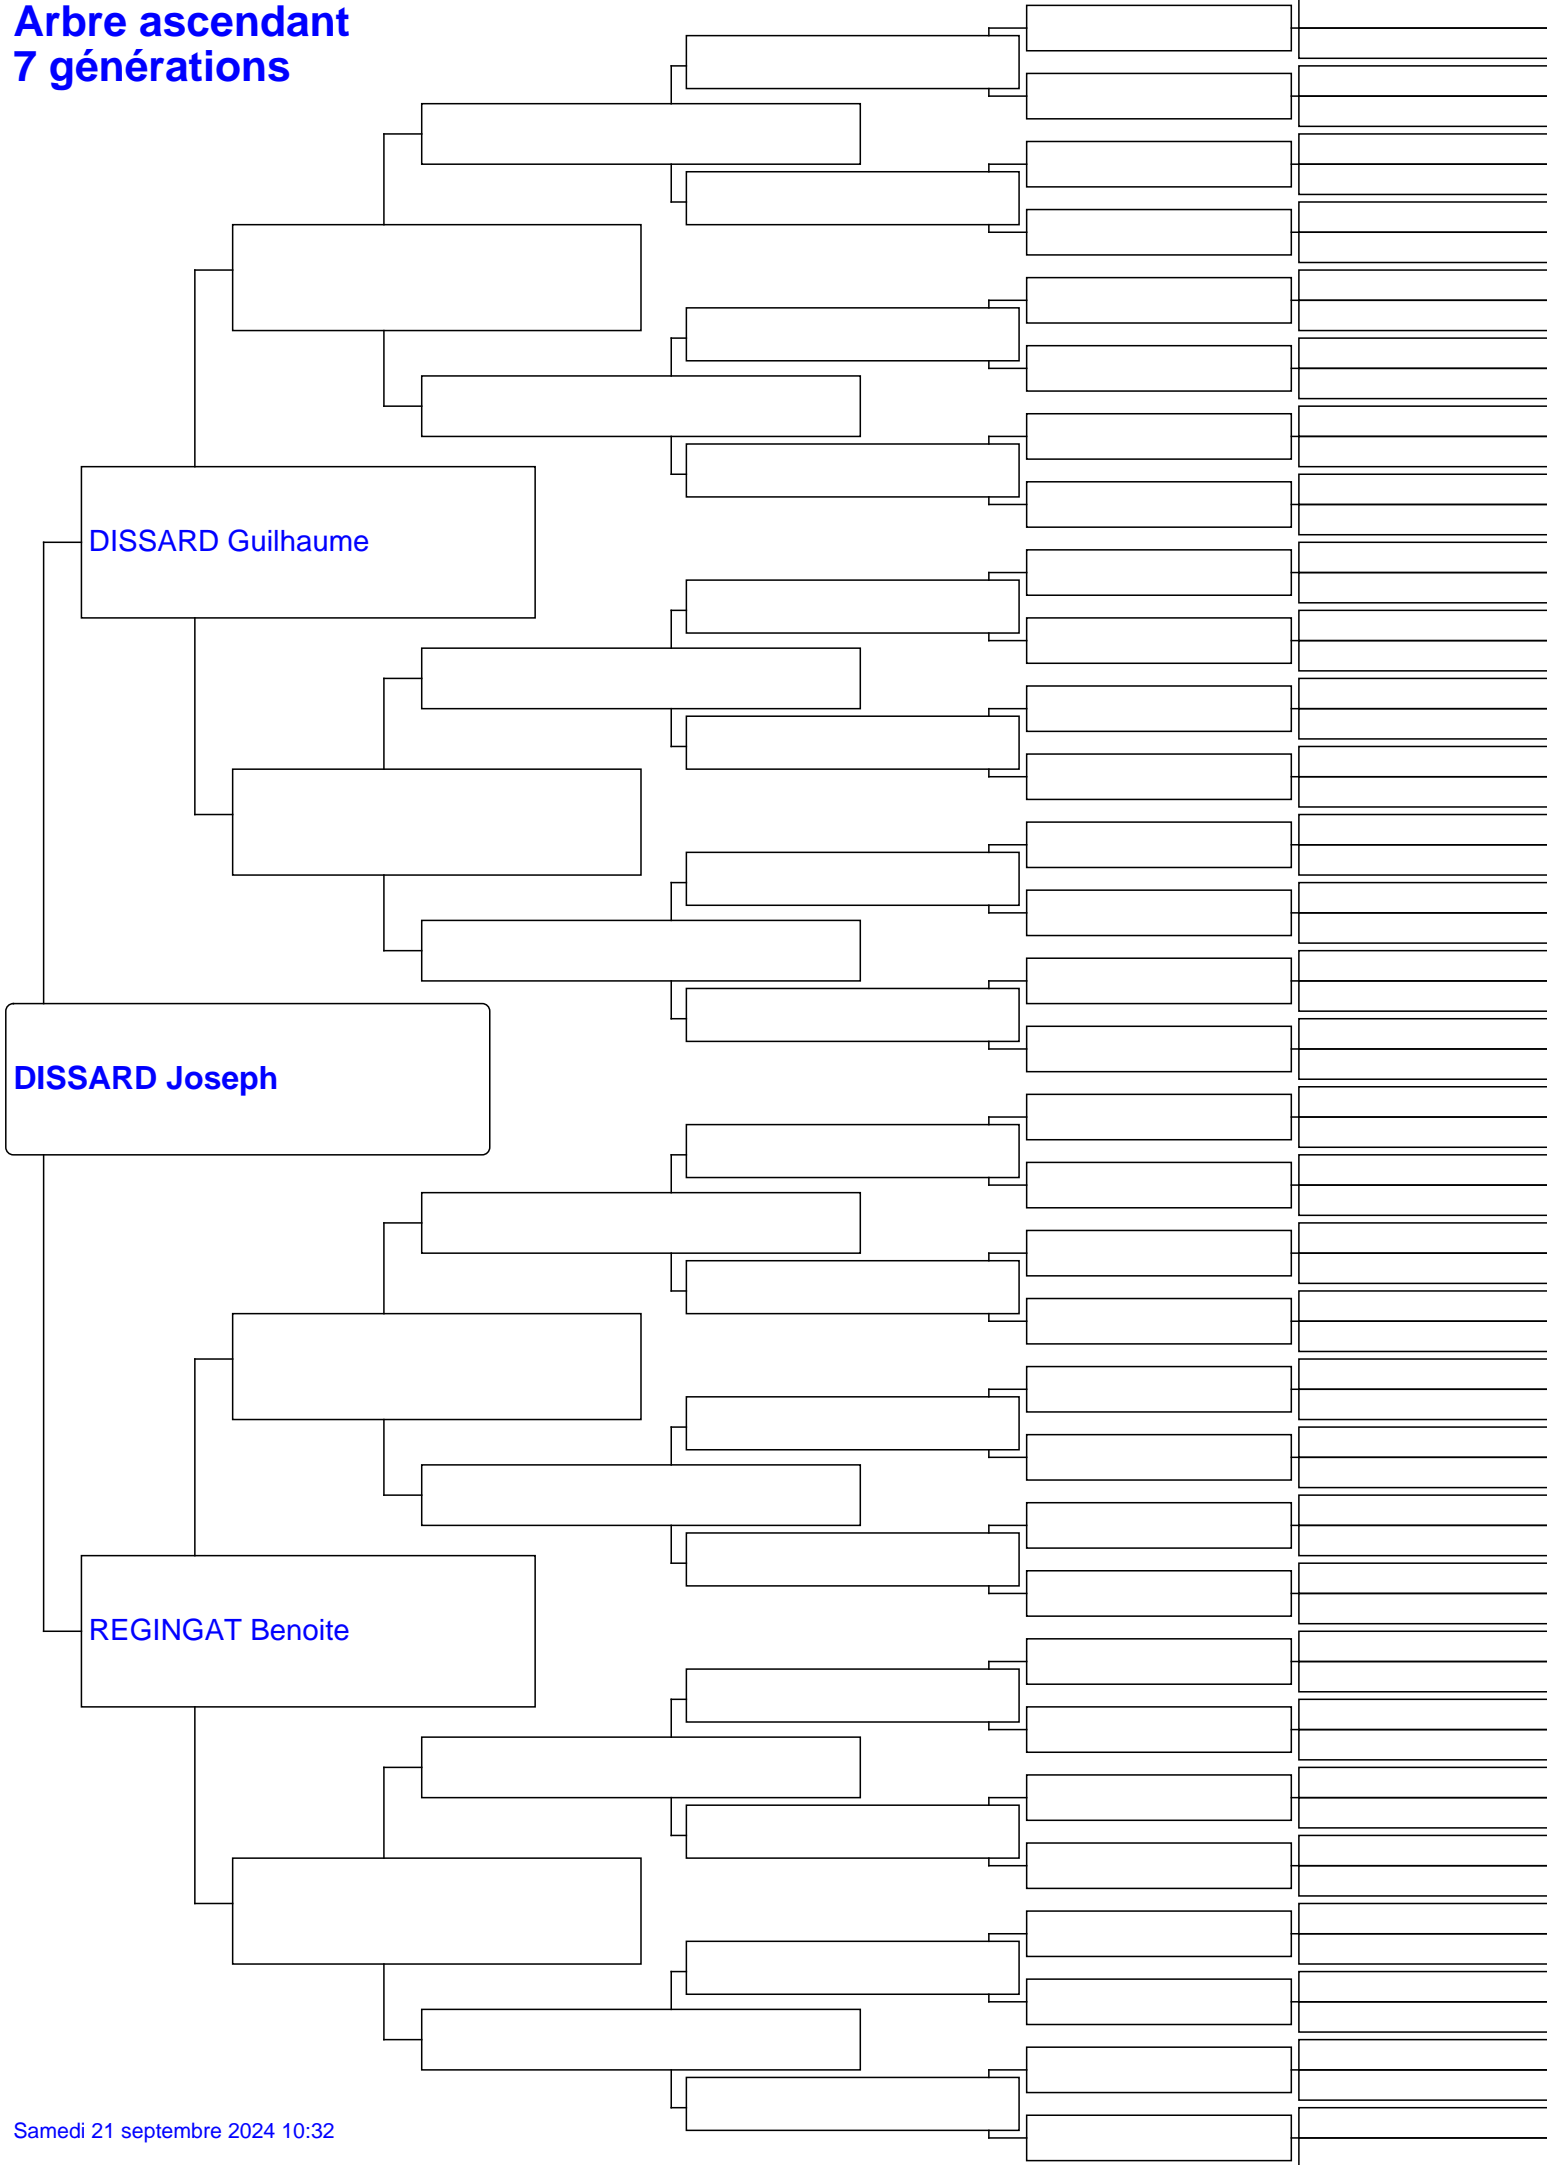 Arbre ascendant
7 générations
DISSARD Guilhaume
DISSARD Joseph
REGINGAT Benoite
Samedi 21 septembre 2024 10:32